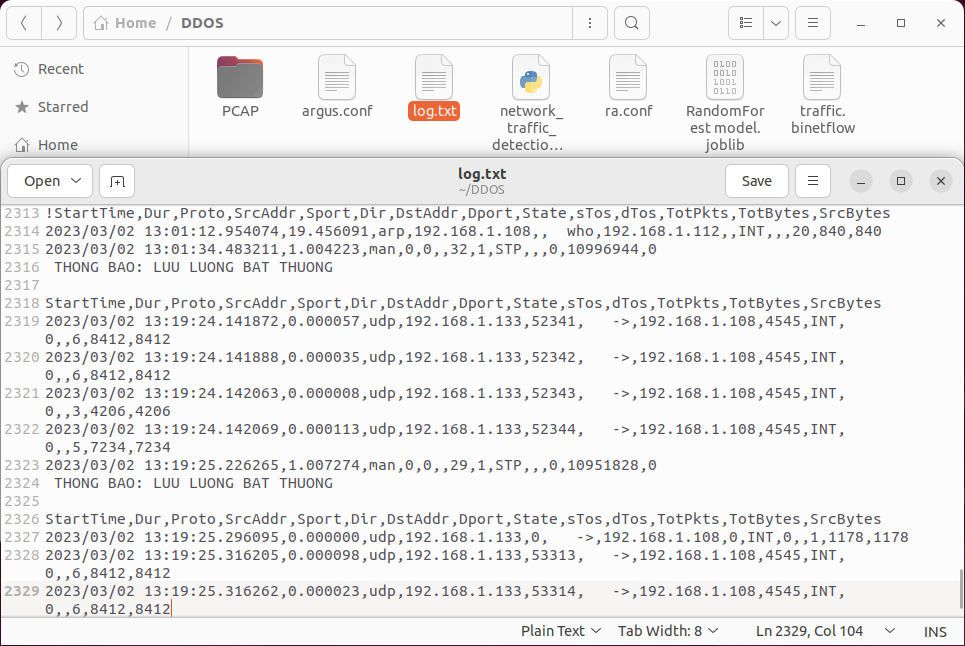 Home / DDOS
Recent
Starred
Home
PCAP
argus.conf
log.txt
network_
traffic_
detectio…
ra.conf
RandomFor
est model.
joblib
traffic.
binetflow
Open
log.txt
~/DDOS
Save
2313 !StartTime,Dur,Proto,SrcAddr,Sport,Dir,DstAddr,Dport,State,sTos,dTos,TotPkts,TotBytes,SrcBytes
2314 2023/03/02 13:01:12.954074,19.456091,arp,192.168.1.108,,  who,192.168.1.112,,INT,,,20,840,840
2315 2023/03/02 13:01:34.483211,1.004223,man,0,0,,32,1,STP,,,0,10996944,0
2316  THONG BAO: LUU LUONG BAT THUONG
2317
2318 StartTime,Dur,Proto,SrcAddr,Sport,Dir,DstAddr,Dport,State,sTos,dTos,TotPkts,TotBytes,SrcBytes
2319 2023/03/02 13:19:24.141872,0.000057,udp,192.168.1.133,52341,   ->,192.168.1.108,4545,INT,
0,,6,8412,8412
2320 2023/03/02 13:19:24.141888,0.000035,udp,192.168.1.133,52342,   ->,192.168.1.108,4545,INT,
0,,6,8412,8412
2321 2023/03/02 13:19:24.142063,0.000008,udp,192.168.1.133,52343,   ->,192.168.1.108,4545,INT,
0,,3,4206,4206
2322 2023/03/02 13:19:24.142069,0.000113,udp,192.168.1.133,52344,   ->,192.168.1.108,4545,INT,
0,,5,7234,7234
2323 2023/03/02 13:19:25.226265,1.007274,man,0,0,,29,1,STP,,,0,10951828,0
2324  THONG BAO: LUU LUONG BAT THUONG
2325
2326 StartTime,Dur,Proto,SrcAddr,Sport,Dir,DstAddr,Dport,State,sTos,dTos,TotPkts,TotBytes,SrcBytes
2327 2023/03/02 13:19:25.296095,0.000000,udp,192.168.1.133,0,   ->,192.168.1.108,0,INT,0,,1,1178,1178
2328 2023/03/02 13:19:25.316205,0.000098,udp,192.168.1.133,53313,   ->,192.168.1.108,4545,INT,
0,,6,8412,8412
2329 2023/03/02 13:19:25.316262,0.000023,udp,192.168.1.133,53314,   ->,192.168.1.108,4545,INT,
0,,6,8412,8412
Plain Text Tab Width: 8 Ln 2329, Col 104 INS